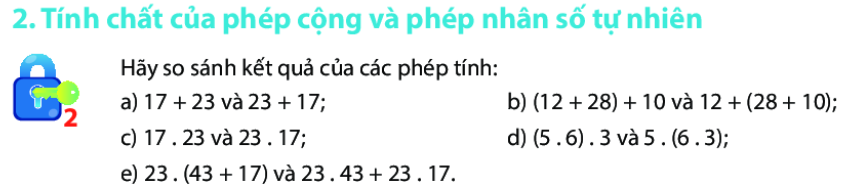 2. Tính chất của phép cộng và phép nhân số tự nhiên
Hãy so sánh kết quả của các phép tính:
2
a) 17 + 23 và 23 + 17; b) (12 + 28) + 10 và 12 + (28 + 10);
c) 17 . 23 và 23 . 17; d) (5 . 6) . 3 và 5 . (6 . 3);
e) 23 . (43 + 17) và 23 . 43 + 23 . 17.